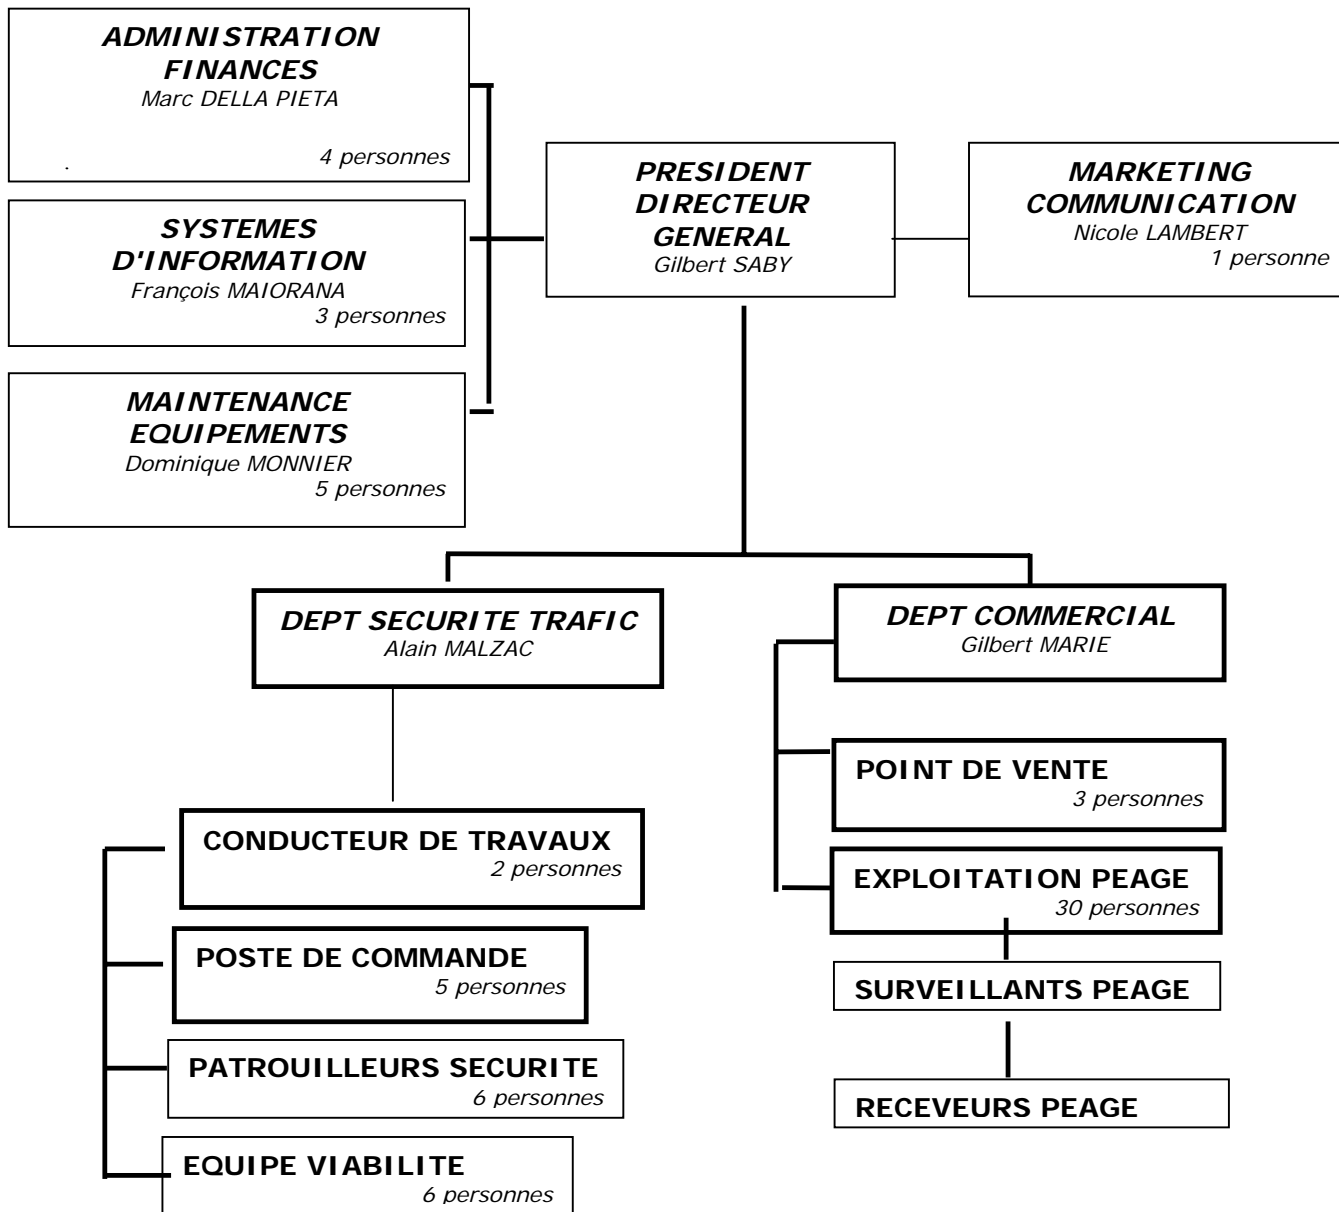 ADMINISTRATION
FINANCES
Marc DELLA PIETA
4 personnes
.
SYSTEMES
D'INFORMATION
François MAIORANA
3 personnes
MAINTENANCE
EQUIPEMENTS
Dominique MONNIER
5 personnes
PRESIDENT
DIRECTEUR
GENERAL
Gilbert SABY
MARKETING
COMMUNICATION
Nicole LAMBERT
1 personne
DEPT SECURITE TRAFIC
Alain MALZAC
CONDUCTEUR DE TRAVAUX
2 personnes
POSTE DE COMMANDE
5 personnes
PATROUILLEURS SECURITE
6 personnes
EQUIPE VIABILITE
6 personnes
DEPT COMMERCIAL
Gilbert MARIE
POINT DE VENTE
3 personnes
EXPLOITATION PEAGE
30 personnes
SURVEILLANTS PEAGE
RECEVEURS PEAGE